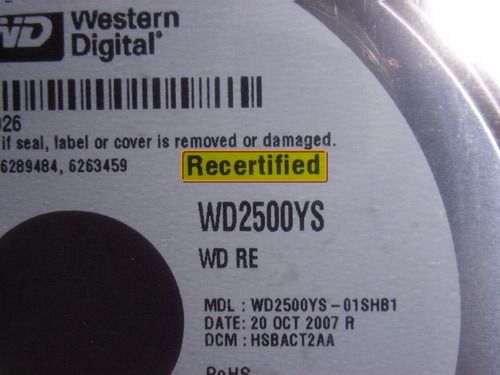 WD Western
Digital®
026
if seal, label or cover is removed or damaged.
6289484, 6263459
Recertified
WD2500YS
WD RE
MDL : WD2500YS-01SHB1
DATE: 20 OCT 2007 R
DCM : HSBACT2AA
RoHS